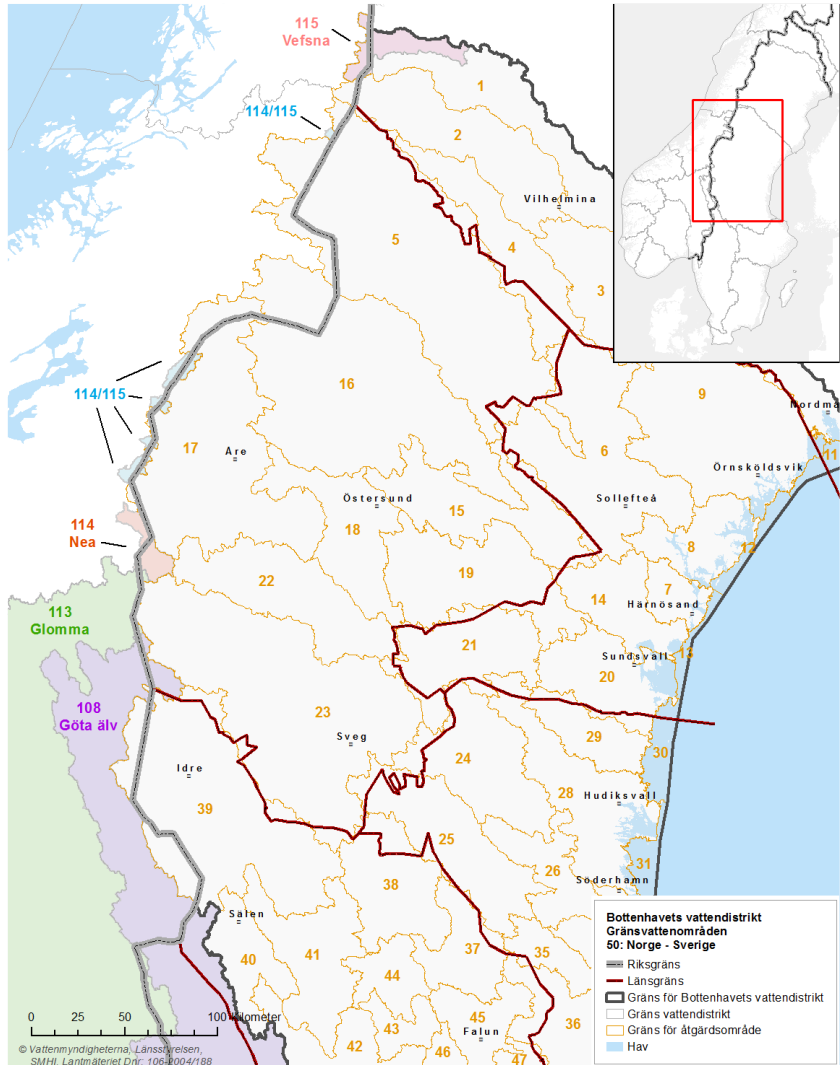 115
Vefsna
1
114/115
2
Vilhelmina
5
4
3
16
9
114/115
Nordma
17
Åre
6
11
Örnsköldsvik
Östersund
15
Sollefteå
18
114
Nea
8
12
19
22
7
14
113
Glomma
Härnösand
21
13
Sundsvall
20
108
Göta älv
23
29
30
Sveg
24
Idre
28
39
Hudiksvall
25
31
26
38
Söderhamn
Sälen
37
35
40
41
44
45
36
43
Falun
42
46
47
0 50 100 kilometer
© Vattenmyndigheterna, Länsstyrelsen,
SMHI, Lantmäteriet Dnr: 106-2004/188
Bottenhavets vattendistrikt
Gränsvattenområden
50: Norge - Sverige
Riksgräns
Länsgräns
Gräns för Bottenhavets vattendistrikt
Gräns vattendistrikt
Gräns för åtgärdsområde
Hav